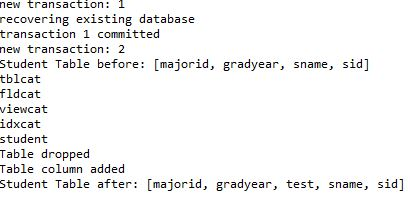 new transaction: 1
recovering existing database
transaction 1 committed
new transaction: 2
Student Table before: [majorid, gradyear, sname, sid]
tblcat
fldcat
viewcat
idxcat
student
Table dropped
Table column added
Student Table after: [majorid, gradyear, test, sname, sid]